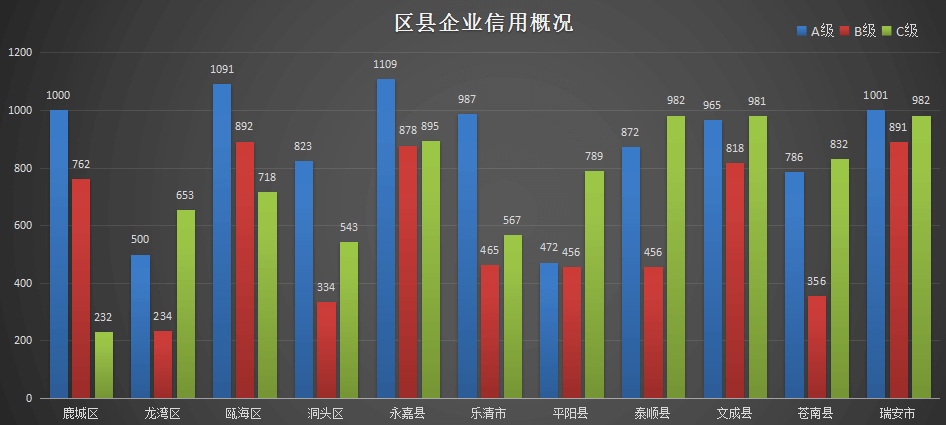 区县企业信用概况
A级 B级 C级
1200
1000
800
600
400
200
0
1000 762 232
500 234 653
1091 892 718
823 334 543
1109 878 895
987 465 567
472 456 789
872 456 982
965 818 981
786 356 832
1001 891 982
鹿城区 龙湾区 瓯海区 洞头区 永嘉县 乐清市 平阳县 泰顺县 文成县 苍南县 瑞安市